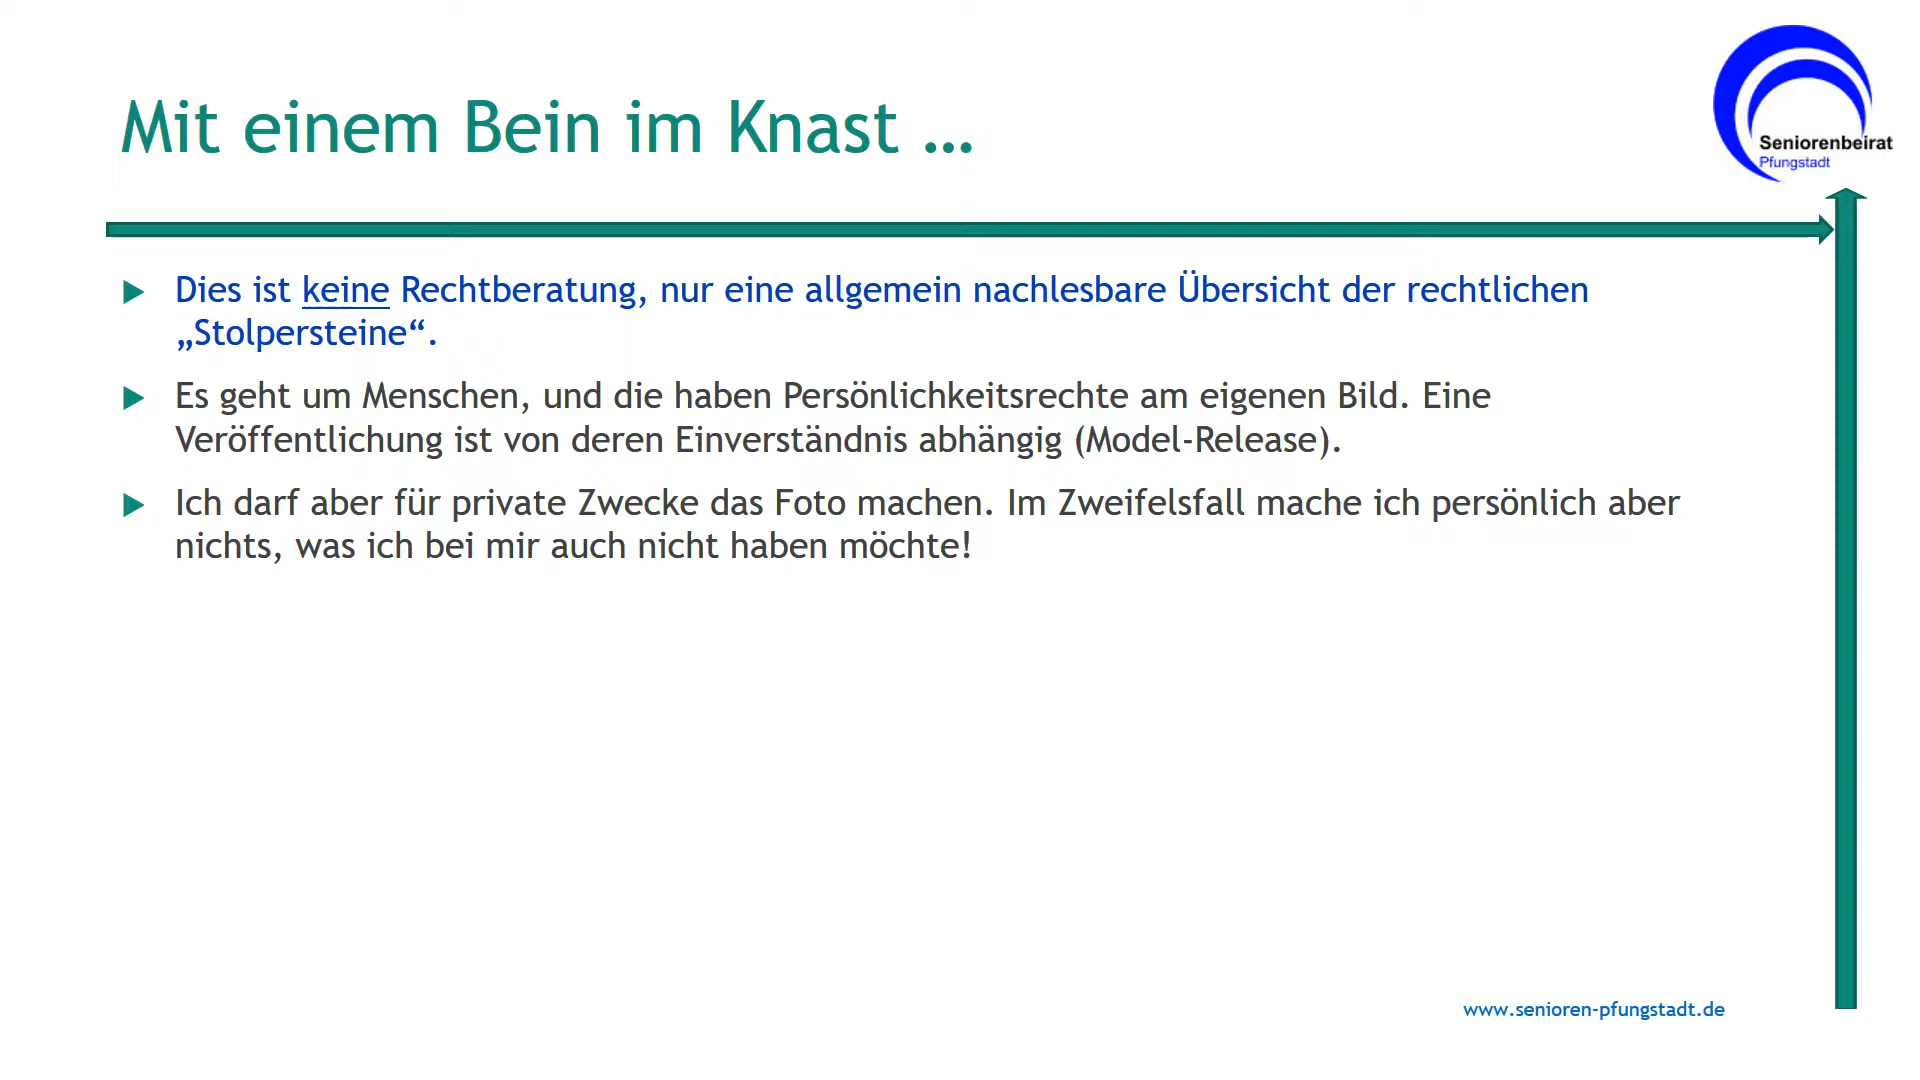 Mit einem Bein im Knast …
Seniorenbeirat
Pfungstadt
Dies ist keine Rechtberatung, nur eine allgemein nachlesbare Übersicht der rechtlichen
„Stolpersteine“.
Es geht um Menschen, und die haben Persönlichkeitsrechte am eigenen Bild. Eine
Veröffentlichung ist von deren Einverständnis abhängig (Model-Release).
Ich darf aber für private Zwecke das Foto machen. Im Zweifelsfall mache ich persönlich aber
nichts, was ich bei mir auch nicht haben möchte!
www.senioren-pfungstadt.de